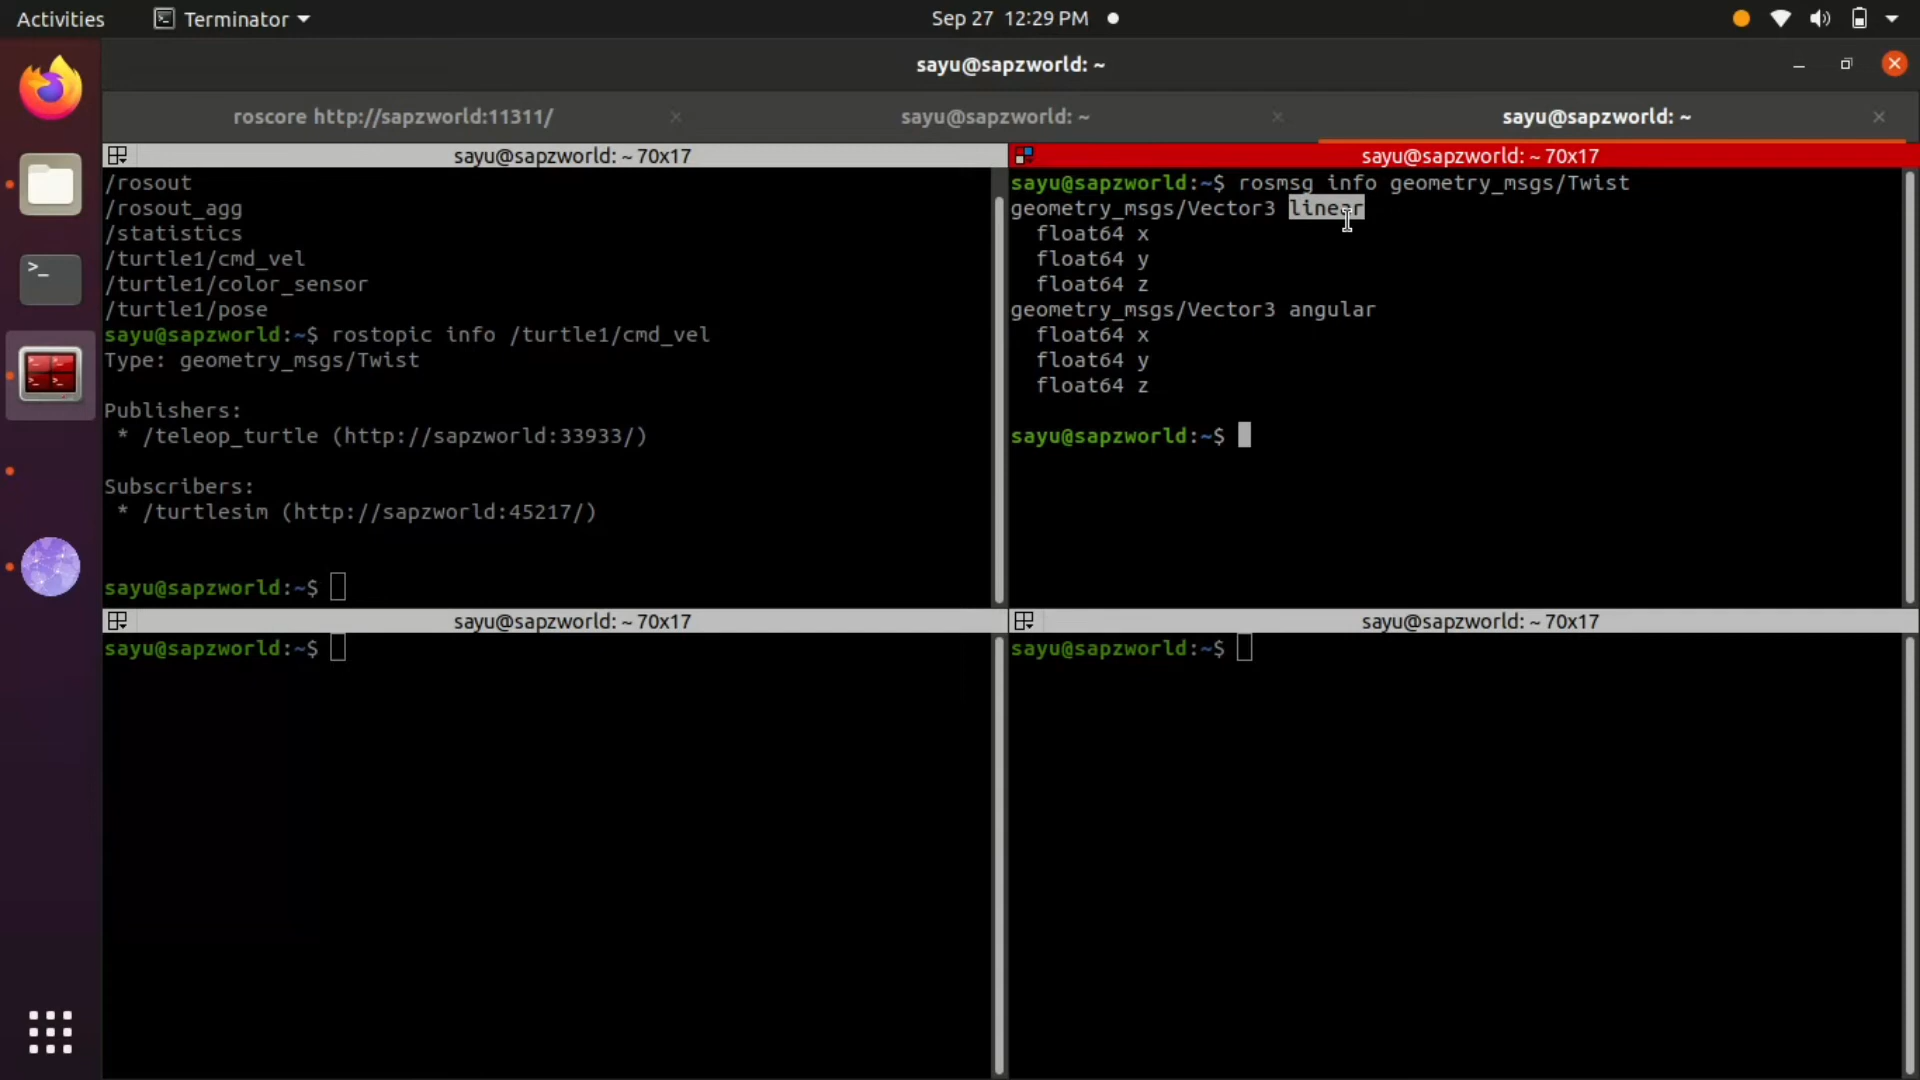 Activities
Terminator
Sep 27 12:29 PM
sayu@sapzworld: ~
roscore http://sapzworld:11311/
sayu@sapzworld: ~
sayu@sapzworld: ~
sayu@sapzworld: ~ 70x17
/rosout
/rosout_agg
/statistics
/turtle1/cmd_vel
/turtle1/color_sensor
/turtle1/pose
sayu@sapzworld:~$ rostopic info /turtle1/cmd_vel
Type: geometry_msgs/Twist
Publishers:
* /teleop_turtle (http://sapzworld:33933/)
Subscribers:
* /turtlesim (http://sapzworld:45217/)
sayu@sapzworld:~$
sayu@sapzworld: ~ 70x17
sayu@sapzworld:~$ rosmsg info geometry_msgs/Twist
geometry_msgs/Vector3 linear
float64 x
float64 y
float64 z
geometry_msgs/Vector3 angular
float64 x
float64 y
float64 z
sayu@sapzworld:~$
sayu@sapzworld: ~ 70x17
sayu@sapzworld:~$
sayu@sapzworld: ~ 70x17
sayu@sapzworld:~$